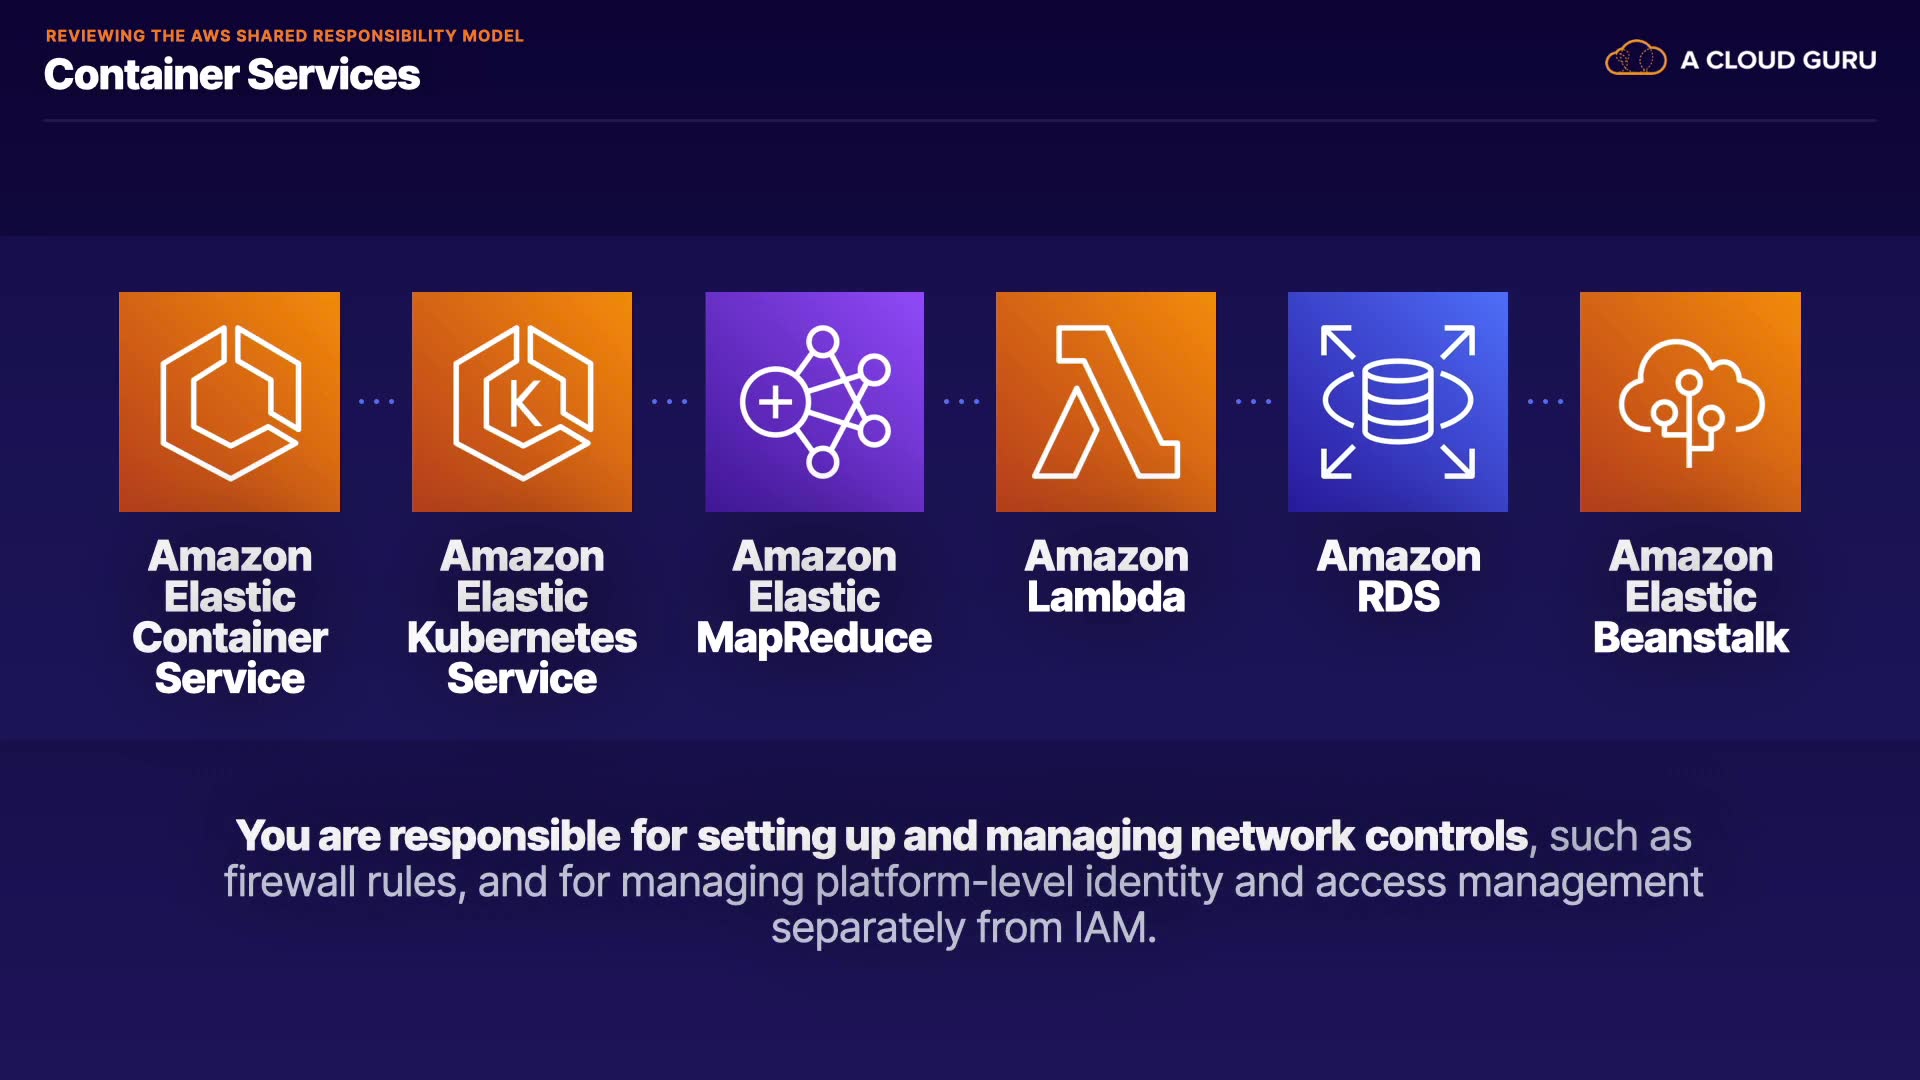 REVIEWING THE AWS SHARED RESPONSIBILITY MODEL
Container Services
A CLOUD GURU
K
Amazon
Elastic
Container
Service
Amazon
Elastic
Kubernetes
Service
Amazon
Elastic
MapReduce
Amazon
Lambda
Amazon
RDS
Amazon
Elastic
Beanstalk
You are responsible for setting up and managing network controls, such as
firewall rules, and for managing platform-level identity and access management
separately from IAM.